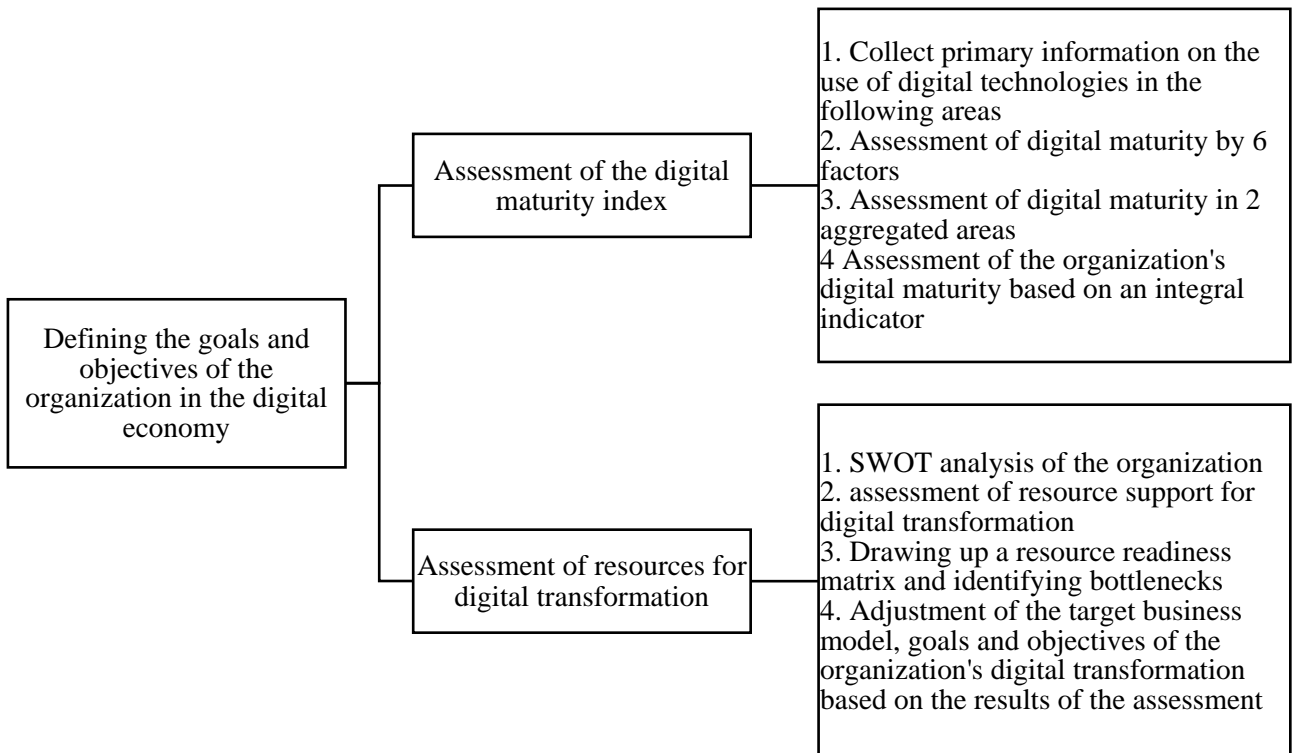 Defining the goals and
objectives of the
organization in the digital
economy
Assessment of the digital
maturity index
1. Collect primary information on the
use of digital technologies in the
following areas
2. Assessment of digital maturity by 6
factors
3. Assessment of digital maturity in 2
aggregated areas
4 Assessment of the organization's
digital maturity based on an integral
indicator
Assessment of resources for
digital transformation
1. SWOT analysis of the organization
2. assessment of resource support for
digital transformation
3. Drawing up a resource readiness
matrix and identifying bottlenecks
4. Adjustment of the target business
model, goals and objectives of the
organization's digital transformation
based on the results of the assessment